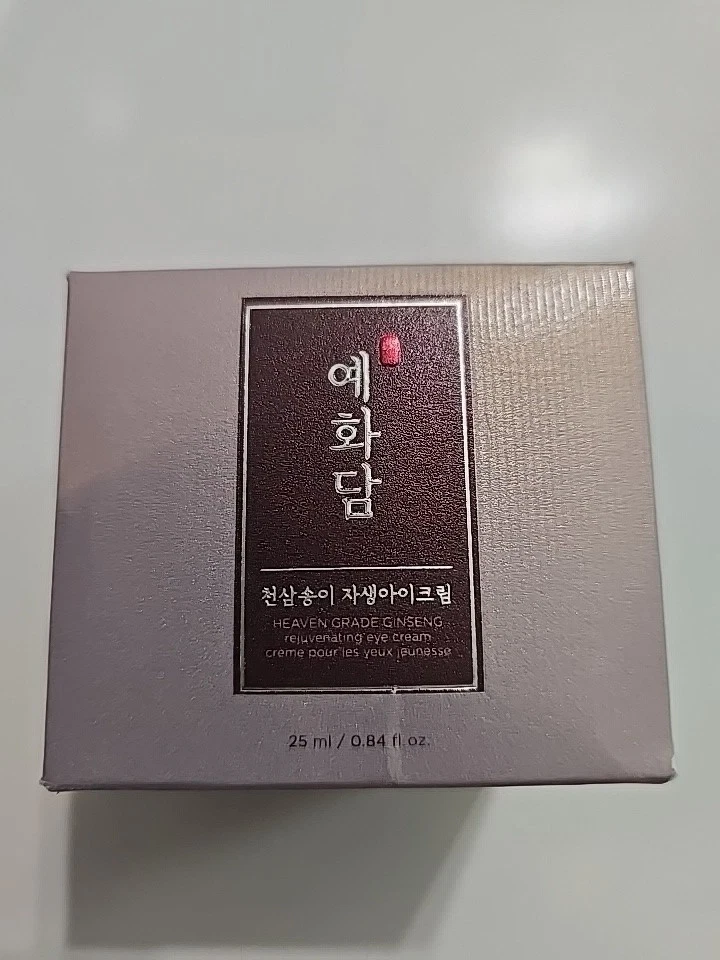 예화담
천삼송이 자생아이크림
HEAVEN GRADE GINSENG
rejuvenating eye cream
crème pour les yeux jeunesse
25 ml / 0.84 fl.oz.